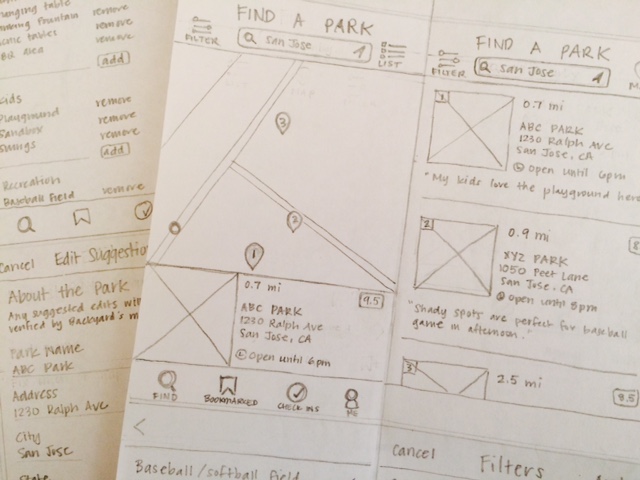 remove
remove
picnic tables remove
BBQ area
add
Kids
Playground remove
Sandbox remove
Swings remove
add
Recreation
Baseball Field remove
Cancel Edit Suggestion
About the Park
Any suggested edits will
verified by Backyard's
Park Name
ABC Park
Address
1230 Ralph Ave
City
San Jose
State
FIND A PARK
FILTER
San Jose
LIST
3
2
1
0.7 mi
9.5
ABC PARK
1230 Ralph Ave
San Jose, CA
Open until 6pm
FIND BOOKMARKED CHECK INS ME
<
Baseball/softball Field
FIND A PARK
FILTER
San Jose
1
0.7 mi
ABC PARK
1230 Ralph Ave
San Jose, CA
Open until 6pm
"My kids love the playground here
2
0.9 mi
XYZ PARK
1050 Peet Lane
San Jose, CA
Open until 8pm
"Shady spots are perfect for baseball
game in afternoon."
3
2.5 mi
8.5
Cancel Filters